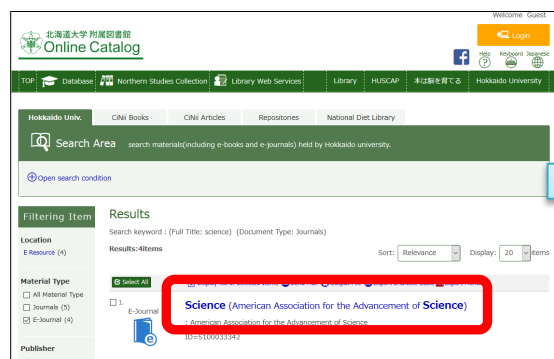 Welcome Guest
北海道大学 附属図書館
Online Catalog
Login
Help Keyboard Japanese
TOP Database Northern Studies Collection Library Web Services Library HUSCAP 本は脳を育てる Hokkaido University
Hokkaido Univ. CiNii Books CiNii Articles Repositories National Diet Library
Search Area search materials(including e-books and e-journals) held by Hokkaido university.
Open search condition
Filtering Item
Location
E Resource (4)
Material Type
All Material Type
Journals (5)
E-Journal (4)
Publisher
Results
Search keyword : (Full Title: science) (Document Type: Journals)
Results:4items
Sort: Relevance Display: 20 items
Select All
1.
E-Journal
Science (American Association for the Advancement of Science)
: American Association for the Advancement of Science
ID=5100033342